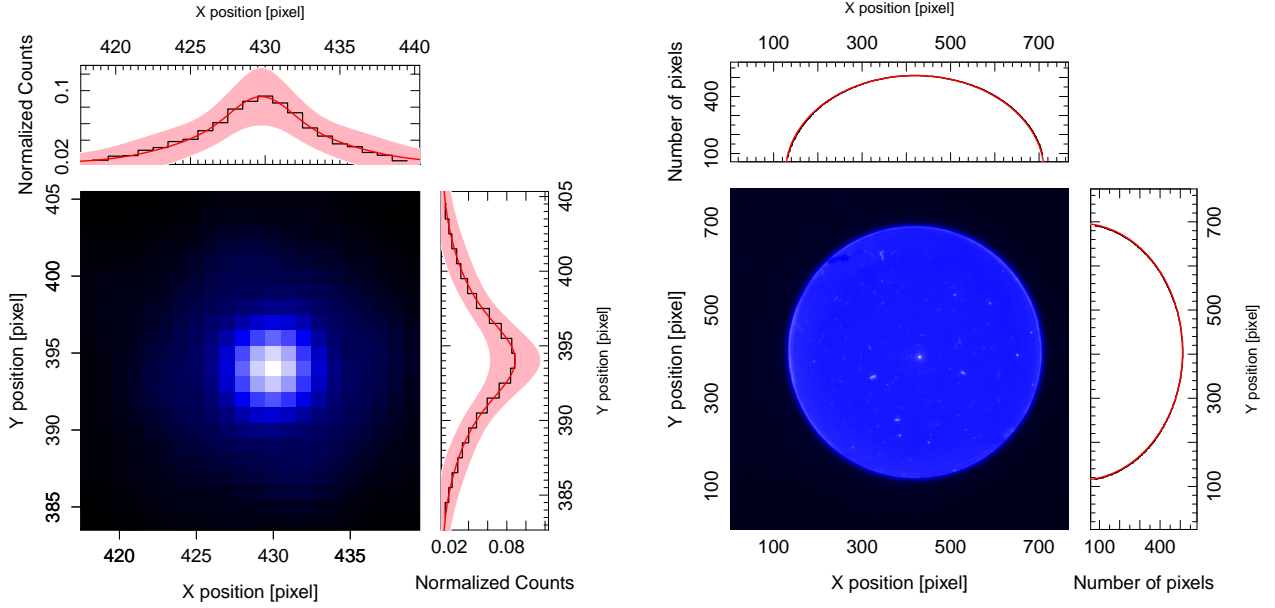 X position [pixel]
420 425 430 435 440
Normalized Counts
0.02 0.1
405
400
395
390
385
Y position [pixel]
420 425 430 435
X position [pixel]
405
400
395
390
385
Y position [pixel]
0.02 0.08
Normalized Counts
X position [pixel]
100 300 500 700
Number of pixels
100 400
700
500
300
100
Y position [pixel]
100 300 500 700
X position [pixel]
700
500
300
100
Y position [pixel]
100 400
Number of pixels